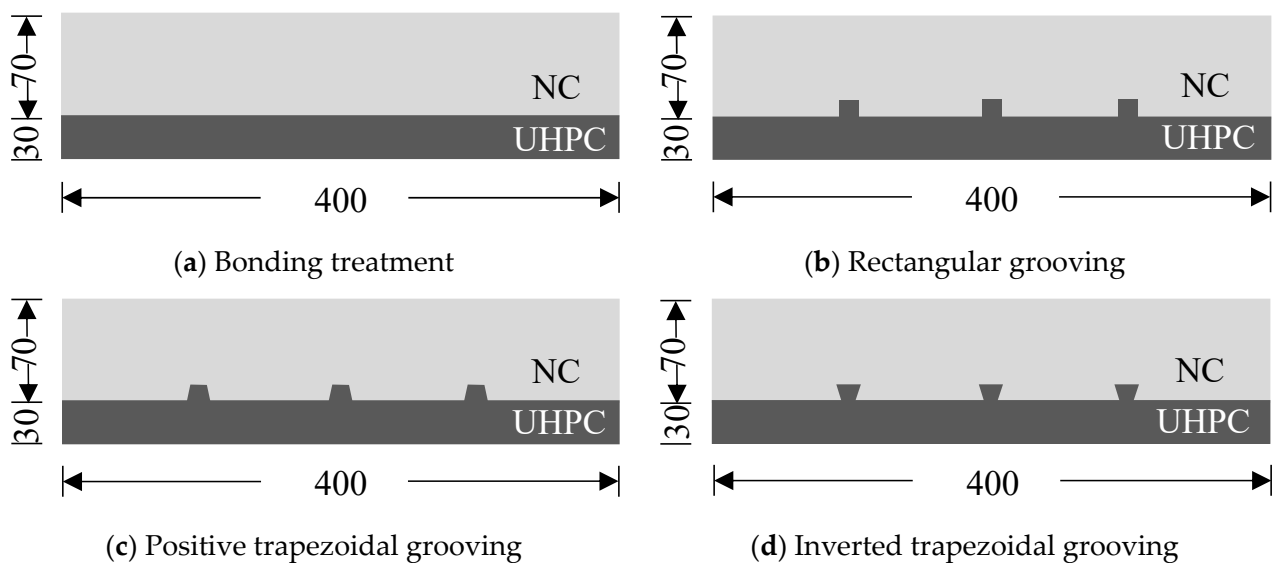 70
NC
30
UHPC
400
(a) Bonding treatment
70
NC
30
UHPC
400
(b) Rectangular grooving
70
NC
30
UHPC
400
(c) Positive trapezoidal grooving
70
NC
30
UHPC
400
(d) Inverted trapezoidal grooving